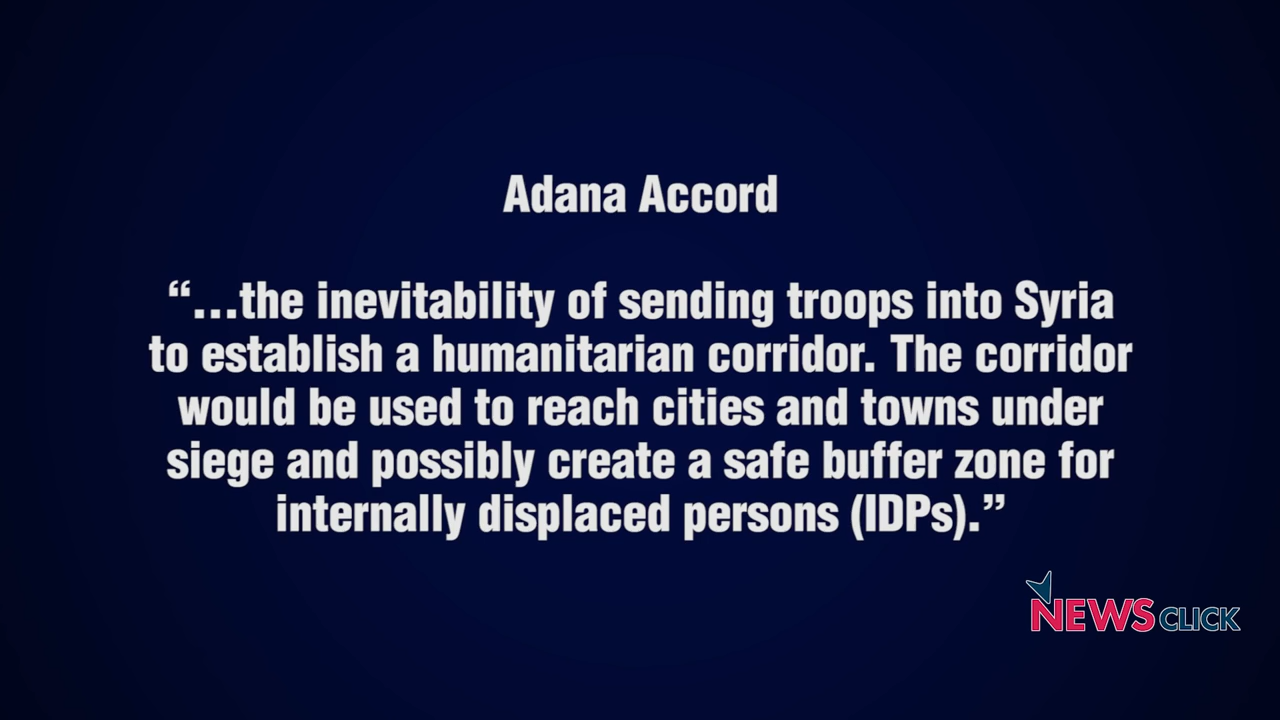 Adana Accord
“...the inevitability of sending troops into Syria
to establish a humanitarian corridor. The corridor
would be used to reach cities and towns under
siege and possibly create a safe buffer zone for
internally displaced persons (IDPs).”
NEWSCLICK